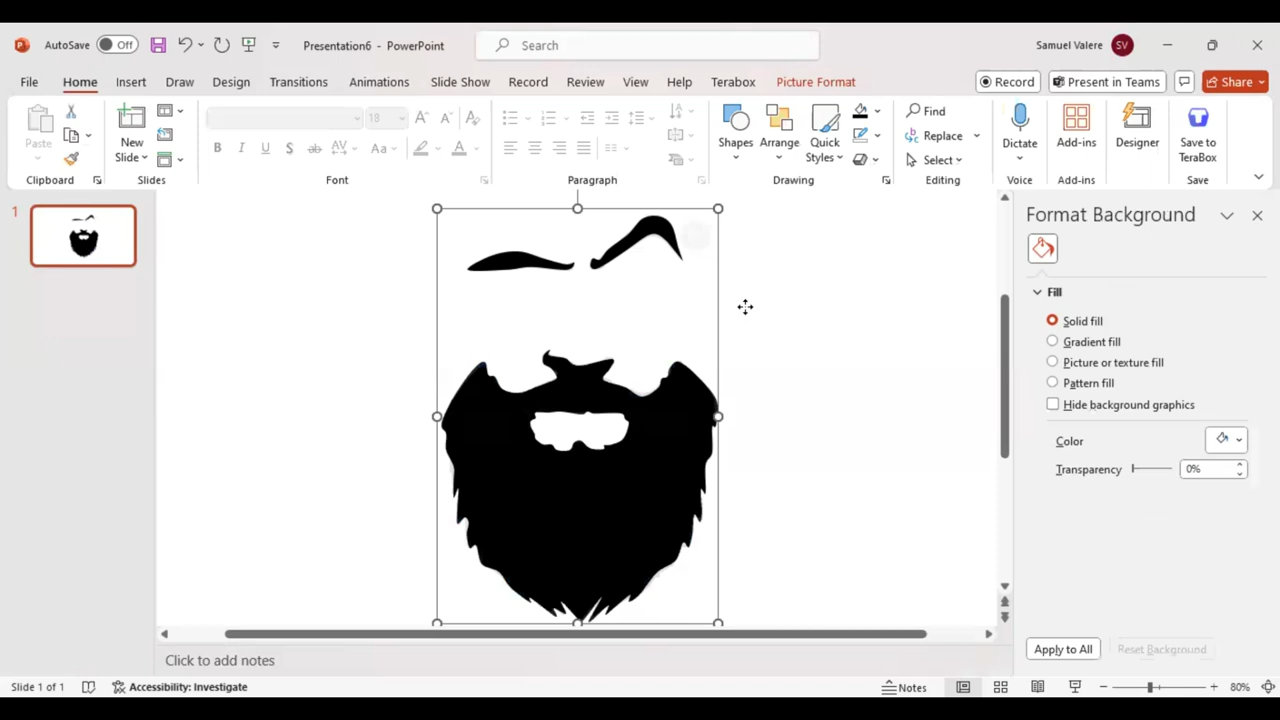 AutoSave Off Presentation6 - PowerPoint Search Samuel Valere SV
File Home Insert Draw Design Transitions Animations Slide Show Record Review View Help Terabox Picture Format Record Present in Teams Share
Paste
Clipboard
New
Slide
Slides
18
B I U S ab AV Aa A
Font
Paragraph
Shapes
Arrange
Quick
Styles
Drawing
Find
Replace
Select
Editing
Dictate
Voice
Add-ins
Add-ins
Designer
Save to
TeraBox
Save
1
Format Background
Fill
Solid fill
Gradient fill
Picture or texture fill
Pattern fill
Hide background graphics
Color
Transparency 0%
Apply to All Reset Background
Click to add notes
Slide 1 of 1 Accessibility: Investigate Notes 80%